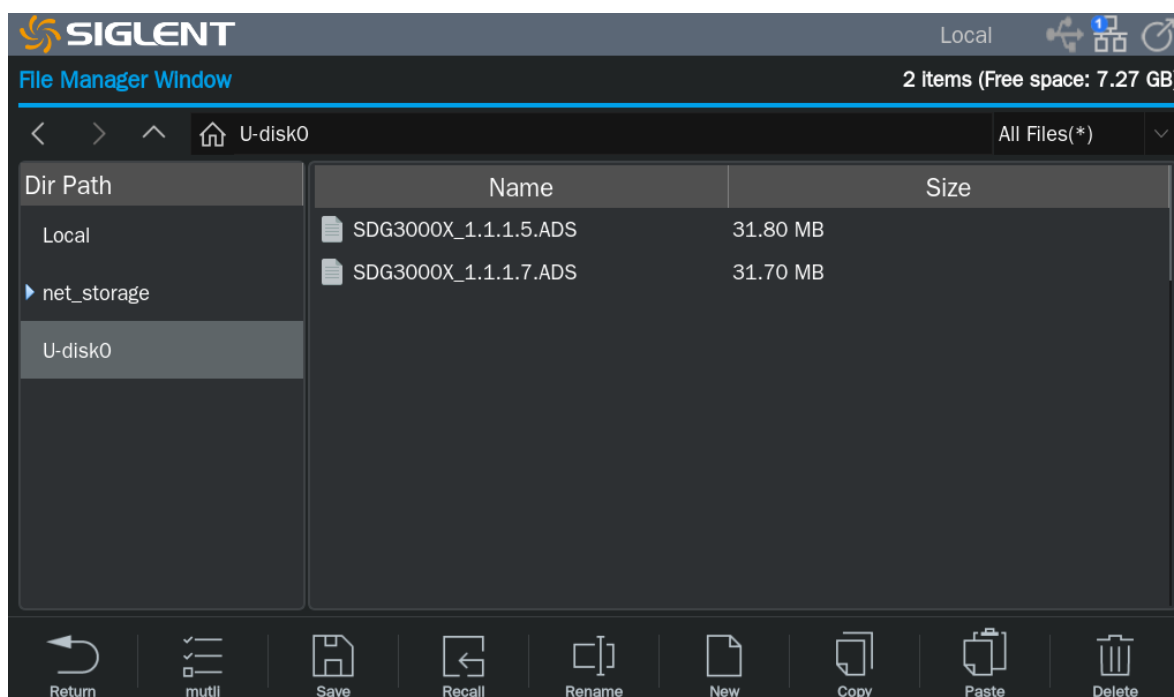 SIGLENT
Local
1
File Manager Window
2 items (Free space: 7.27 GB)
U-disk0
All Files(*)
Dir Path
Name
Size
Local
SDG3000X_1.1.1.5.ADS
31.80 MB
SDG3000X_1.1.1.7.ADS
31.70 MB
net_storage
U-disk0
Return
mutli
Save
Recall
Rename
New
Copy
Paste
Delete